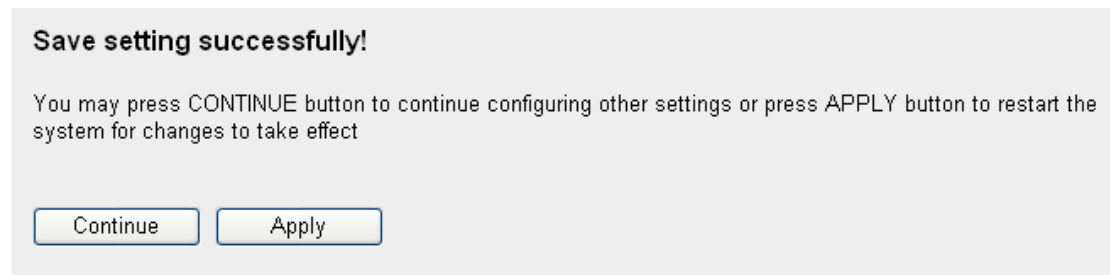 Save setting successfully!
You may press CONTINUE button to continue configuring other settings or press APPLY button to restart the
system for changes to take effect
Continue
Apply